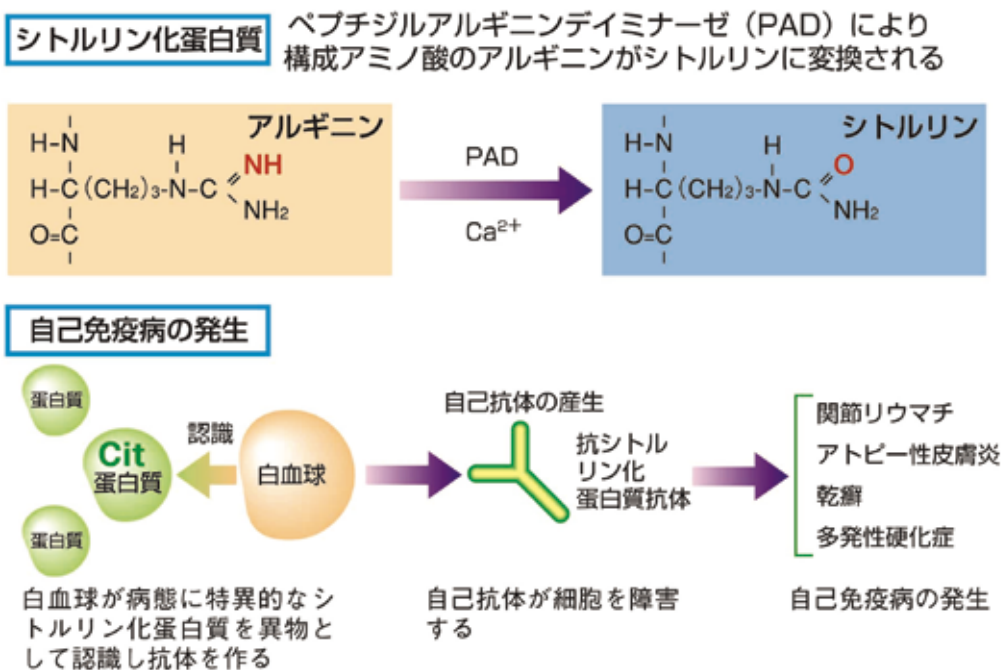 シトルリン化蛋白質
ペプチジルアルギニンデイミナーゼ（PAD）により
構成アミノ酸のアルギニンがシトルリンに変換される
アルギニン
H-N
H
NH
H-C(CH₂)₃-N-C
NH₂
O=C
PAD
Ca²⁺
シトルリン
H-N
H
O
H-C(CH₂)₃-N-C
NH₂
O=C
自己免疫病の発生
蛋白質
Cit
蛋白質
蛋白質
認識
白血球
自己抗体の産生
抗シトル
リン化
蛋白質抗体
関節リウマチ
アトピー性皮膚炎
乾癬
多発性硬化症
白血球が病態に特異的なシ
トルリン化蛋白質を異物と
して認識し抗体を作る
自己抗体が細胞を障害
する
自己免疫病の発生